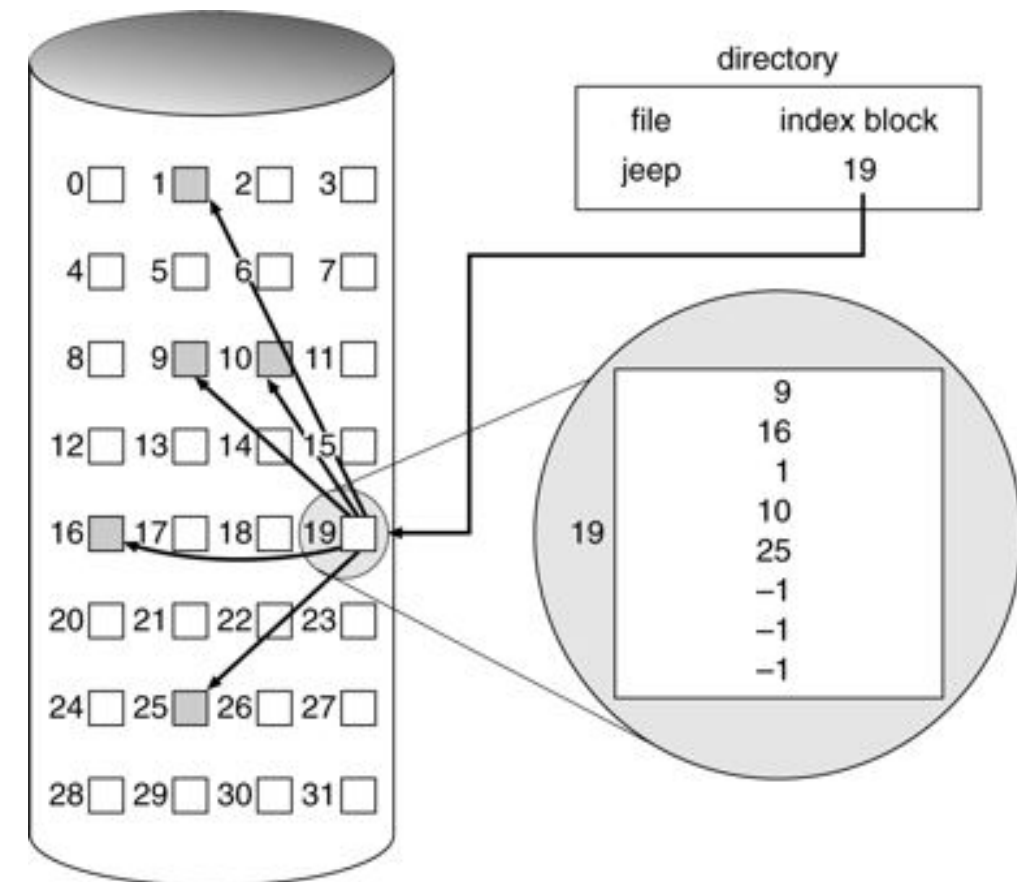 directory
file index block
jeep 19
0 1 2 3
4 5 6 7
8 9 10 11
12 13 14 15
16 17 18 19
20 21 22 23
24 25 26 27
28 29 30 31
19
9
16
1
10
25
–1
–1
–1